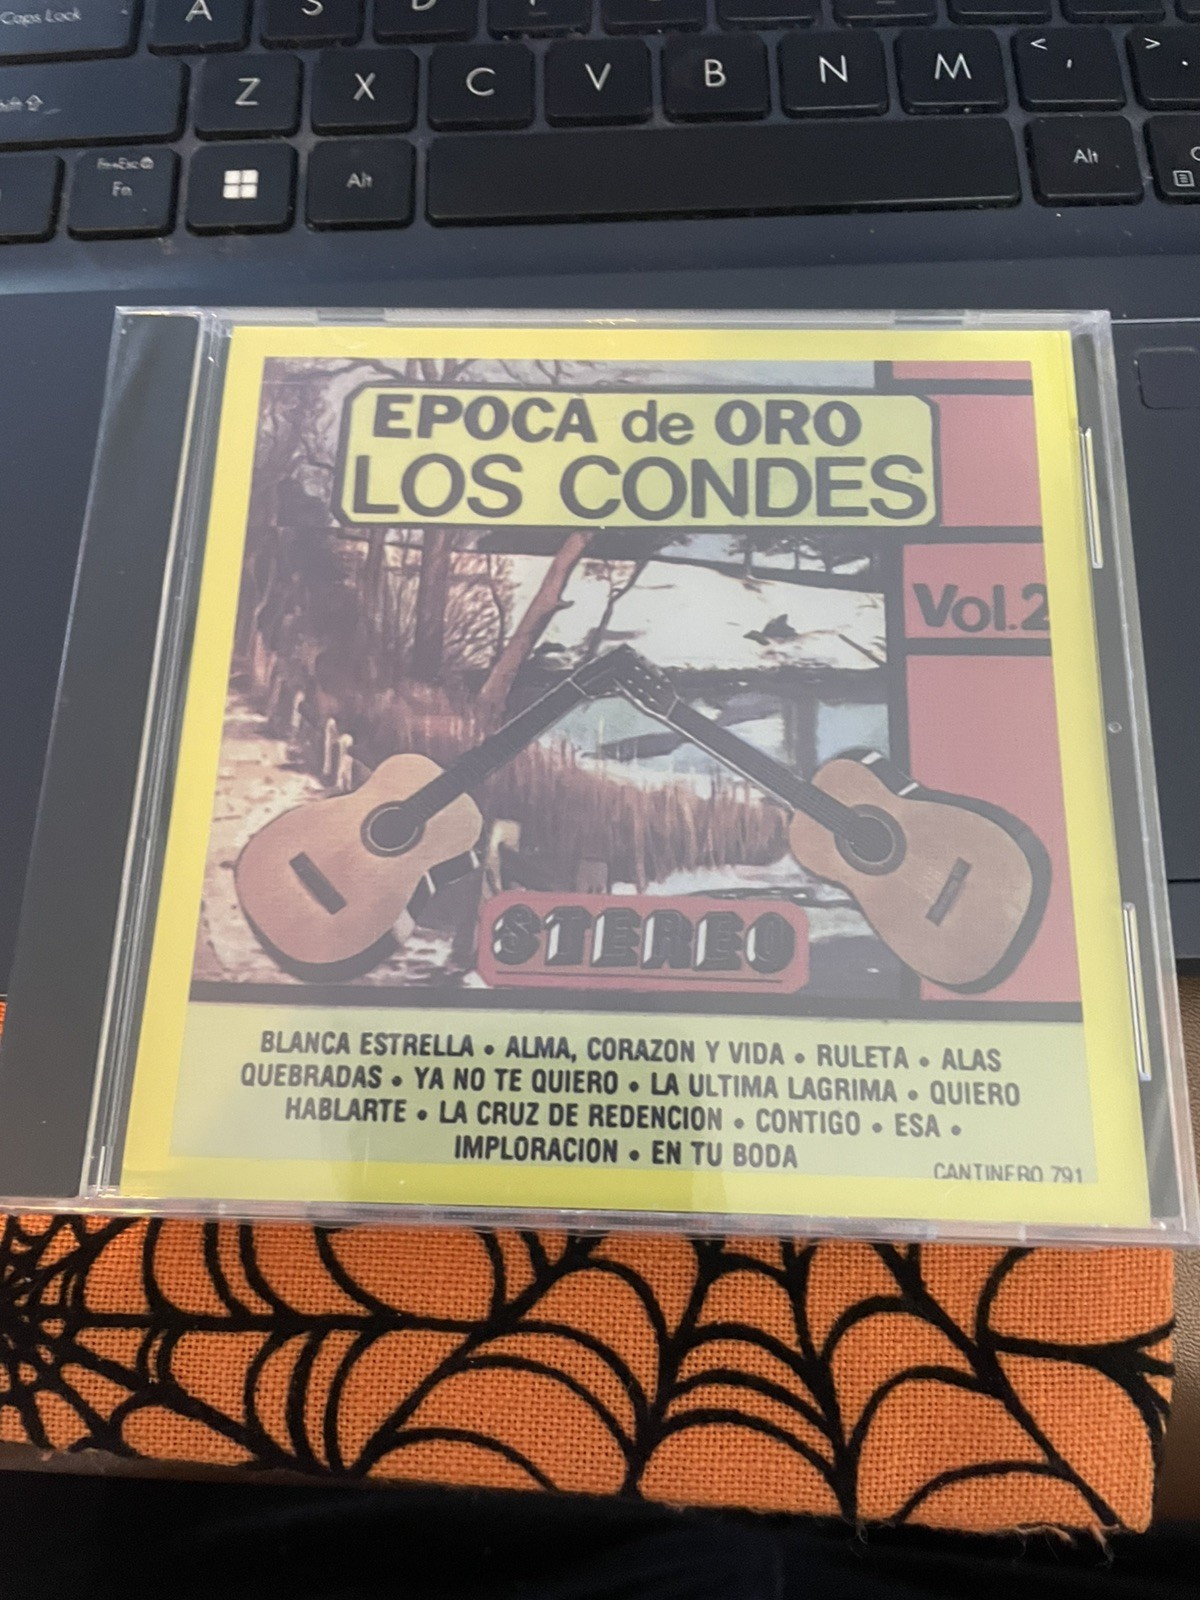 Caps Lock A S D
Z X C V B N M < , > .
Fn+Esc Fn Alt Alt
EPOCA de ORO
LOS CONDES
Vol.2
STEREO
BLANCA ESTRELLA • ALMA, CORAZON Y VIDA • RULETA • ALAS
QUEBRADAS • YA NO TE QUIERO • LA ULTIMA LAGRIMA • QUIERO
HABLARTE • LA CRUZ DE REDENCION • CONTIGO • ESA •
IMPLORACION • EN TU BODA
CANTINERO 791